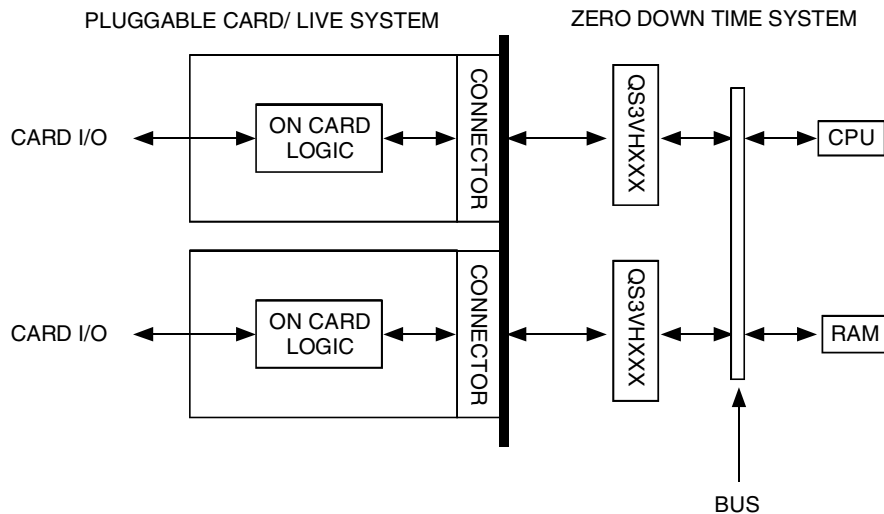 PLUGGABLE CARD/ LIVE SYSTEM
ZERO DOWN TIME SYSTEM
CARD I/O
ON CARD
LOGIC
CONNECTOR
QS3VHXXX
CPU
CARD I/O
ON CARD
LOGIC
CONNECTOR
QS3VHXXX
RAM
BUS